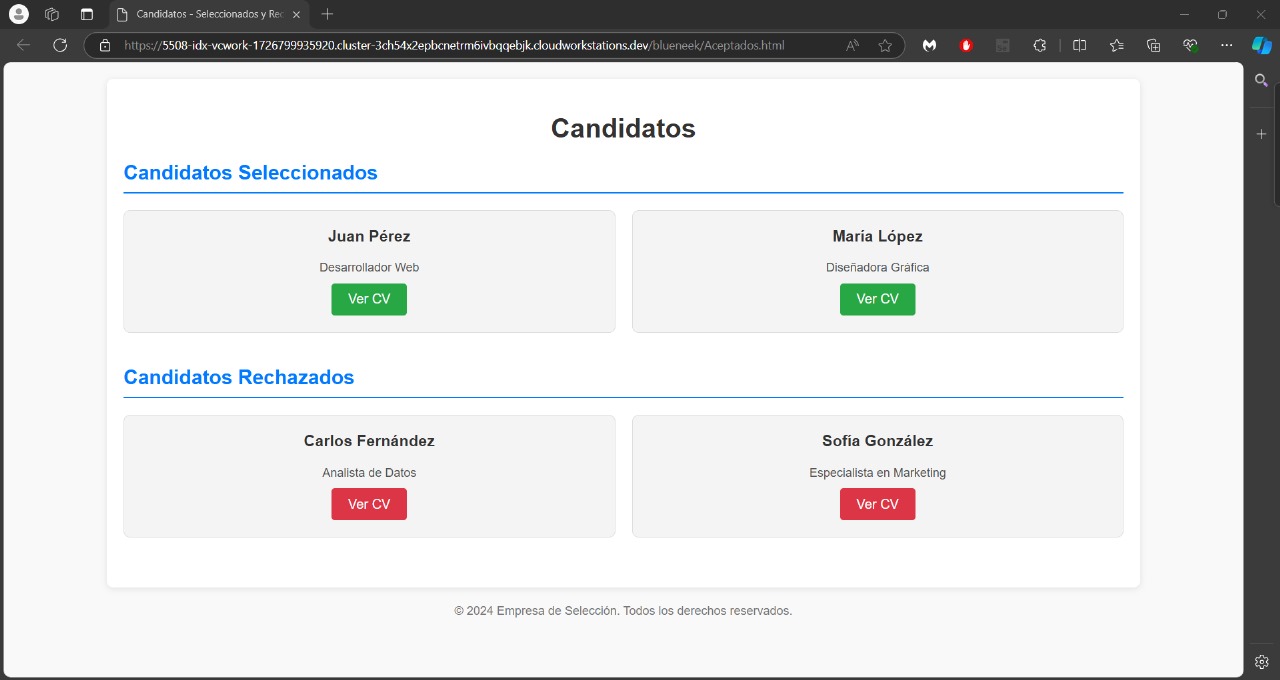 Candidatos - Seleccionados y Rec
https://5508-idx-vcwork-1726799935920.cluster-3ch54x2epbcnetrm6ivbqqebjk.cloudworkstations.dev/blueneek/Aceptados.html
Candidatos
Candidatos Seleccionados
Juan Pérez
María López
Desarrollador Web
Diseñadora Gráfica
Ver CV
Ver CV
Candidatos Rechazados
Carlos Fernández
Sofía González
Analista de Datos
Especialista en Marketing
Ver CV
Ver CV
© 2024 Empresa de Selección. Todos los derechos reservados.